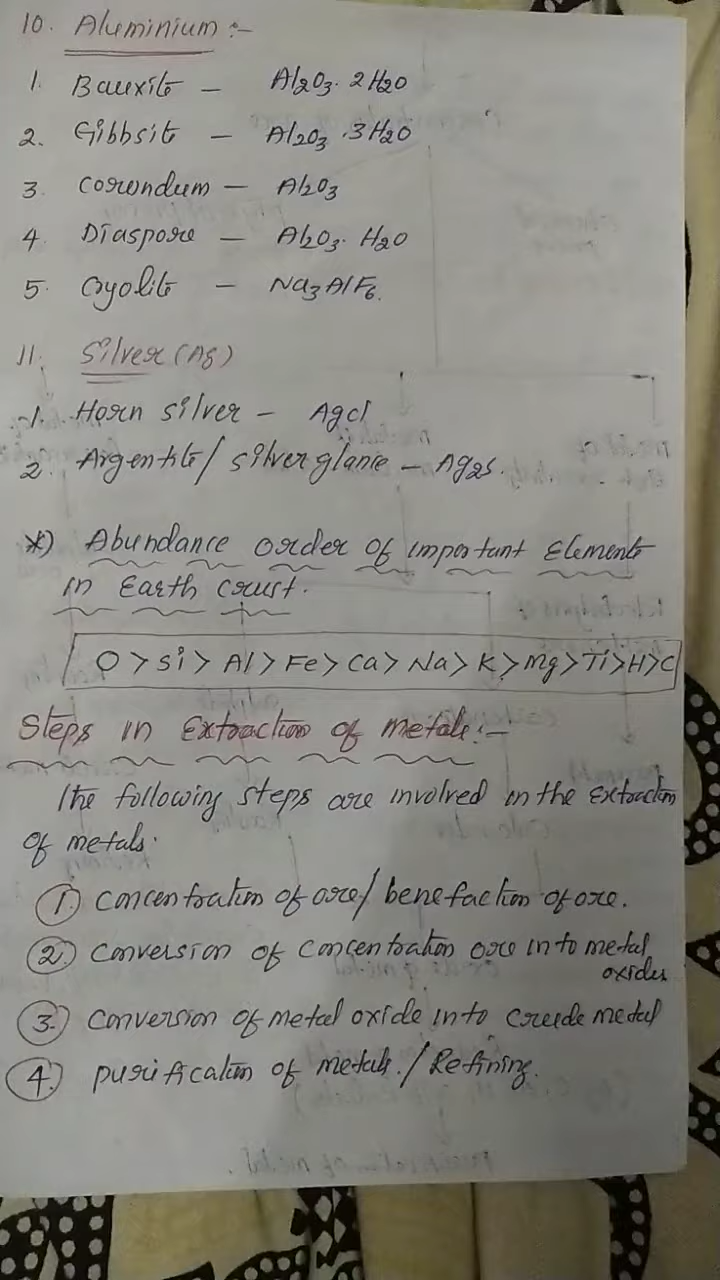 10. Aluminium :-
1. Bauxite - Al2O3. 2H2O
2. Gibbsite - Al2O3 .3H2O
3. Corundum - Al2O3
4. Diaspore - Al2O3. H2O
5. Cryolite - Na3AlF6.
11. Silver (Ag)
1. Horn silver - AgCl
2. Argentite/ silver glance - Ag2S.
*) Abundance order of important Elements
in Earth crust.
O > Si > Al > Fe > Ca > Na > K > Mg > Ti > H > C
Steps in Extraction of metals :-
The following steps are involved in the extraction
of metals.
1. Concentration of ore/ benefaction of ore.
2. Conversion of concentration ore into metal
oxides
3. Conversion of metal oxide into crude metal
4. purification of metals. / Refining.